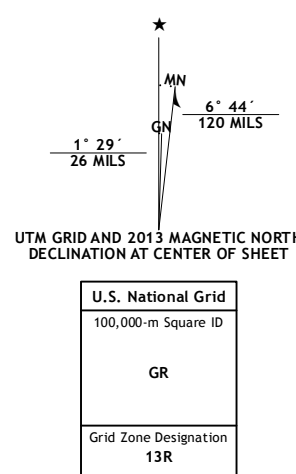 ★
MN
6° 44´
120 MILS
GN
1° 29´
26 MILS
UTM GRID AND 2013 MAGNETIC NORTH
DECLINATION AT CENTER OF SHEET
U.S. National Grid
100,000-m Square ID
GR
Grid Zone Designation
13R